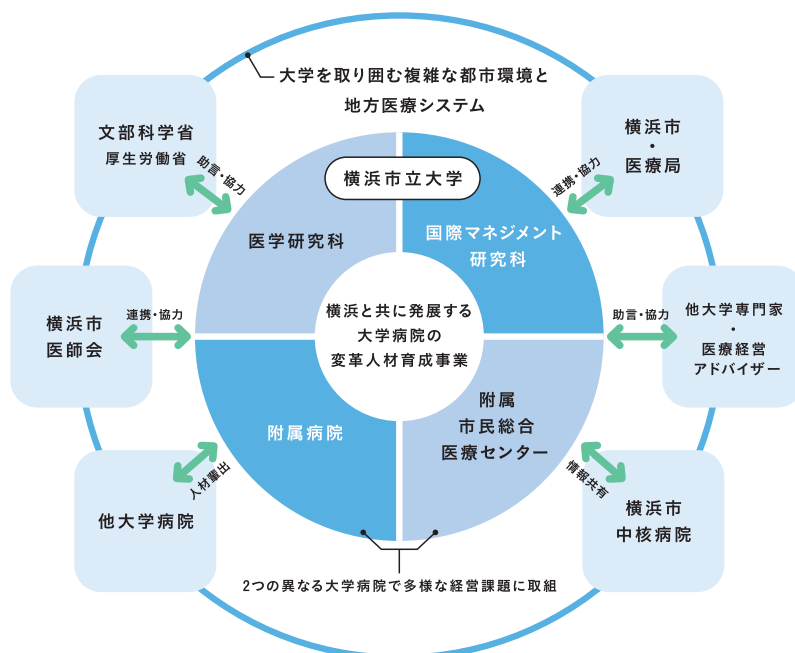 大学を取り囲む複雑な都市環境と
地方医療システム
文部科学省
厚生労働省
助言・協力
横浜市
・
医療局
連携・協力
横浜市立大学
医学研究科
国際マネジメント
研究科
横浜市
医師会
連携・協力
横浜と共に発展する
大学病院の
変革人材育成事業
助言・協力
他大学専門家
・
医療経営
アドバイザー
附属病院
附属
市民総合
医療センター
他大学病院
人材輩出
情報共有
横浜市
中核病院
2つの異なる大学病院で多様な経営課題に取組